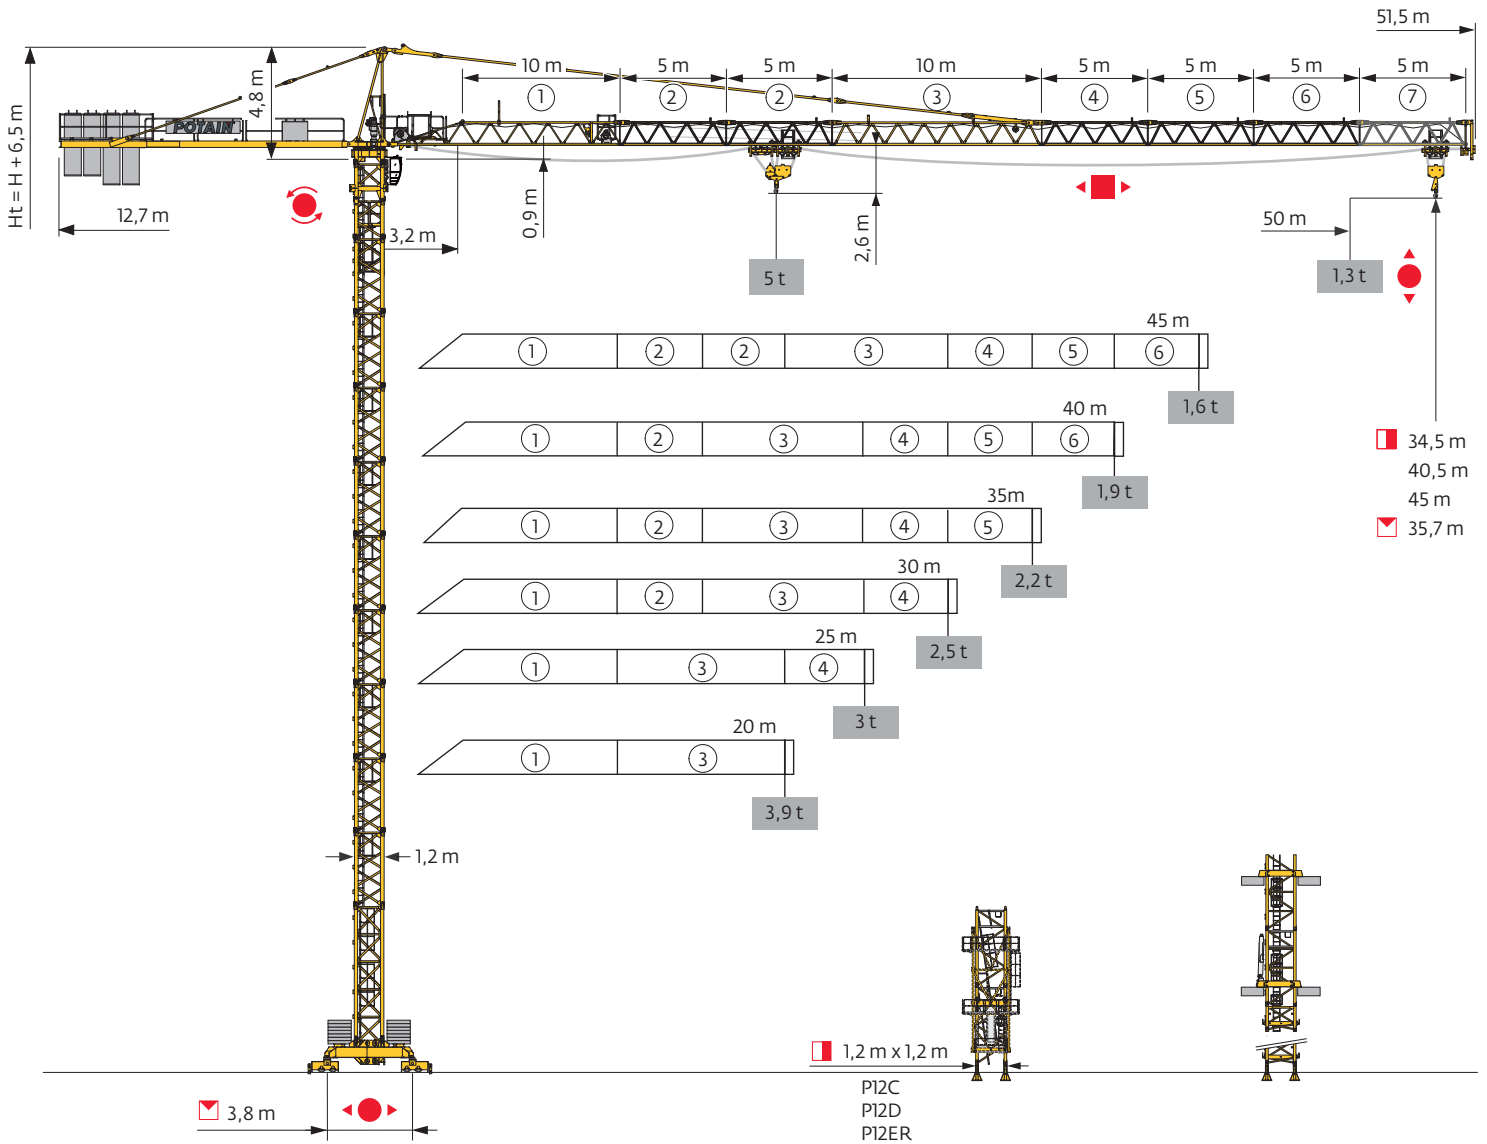 51,5 m
10 m
5 m
5 m
10 m
5 m
5 m
5 m
5 m
1
2
2
3
4
5
6
7
Ht = H + 6,5 m
4,8 m
POTAIN
12,7 m
3,2 m
0,9 m
2,6 m
50 m
5 t
1,3 t
45 m
1
2
2
3
4
5
6
1,6 t
40 m
1
2
3
4
5
6
1,9 t
34,5 m
40,5 m
45 m
35,7 m
35m
1
2
3
4
5
2,2 t
30 m
1
2
3
4
2,5 t
25 m
1
3
4
3 t
20 m
1
3
3,9 t
1,2 m
1,2 m x 1,2 m
P12C
P12D
P12ER
3,8 m